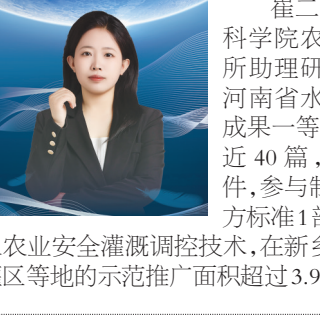 崔二
科学院农
所助理研
河南省水
成果一等
近 40 篇，
件，参与制
方标准1部
农业安全灌溉调控技术，在新乡
区等地的示范推广面积超过3.9